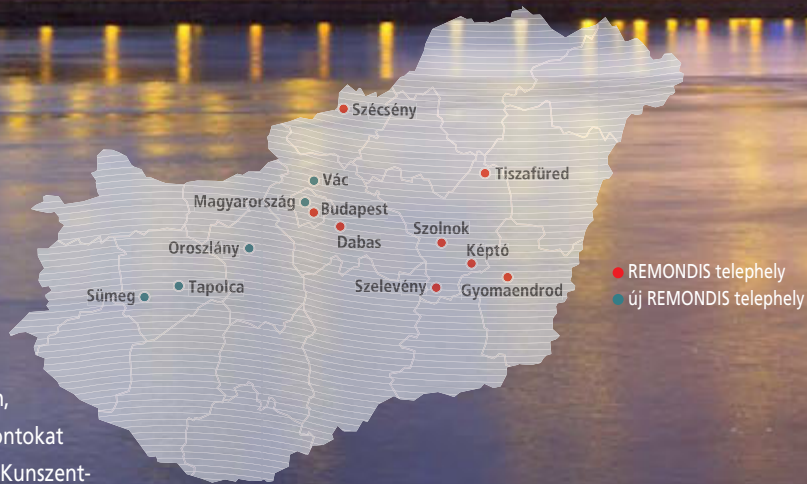 Szécsény
Vác
Tiszafüred
Magyarország
Budapest
Dabas
Szolnok
Oroszlány
Képtó
Szelevény
Gyomaendrod
Tapolca
Sümeg
REMONDIS telephely
új REMONDIS telephely
Kunszent-